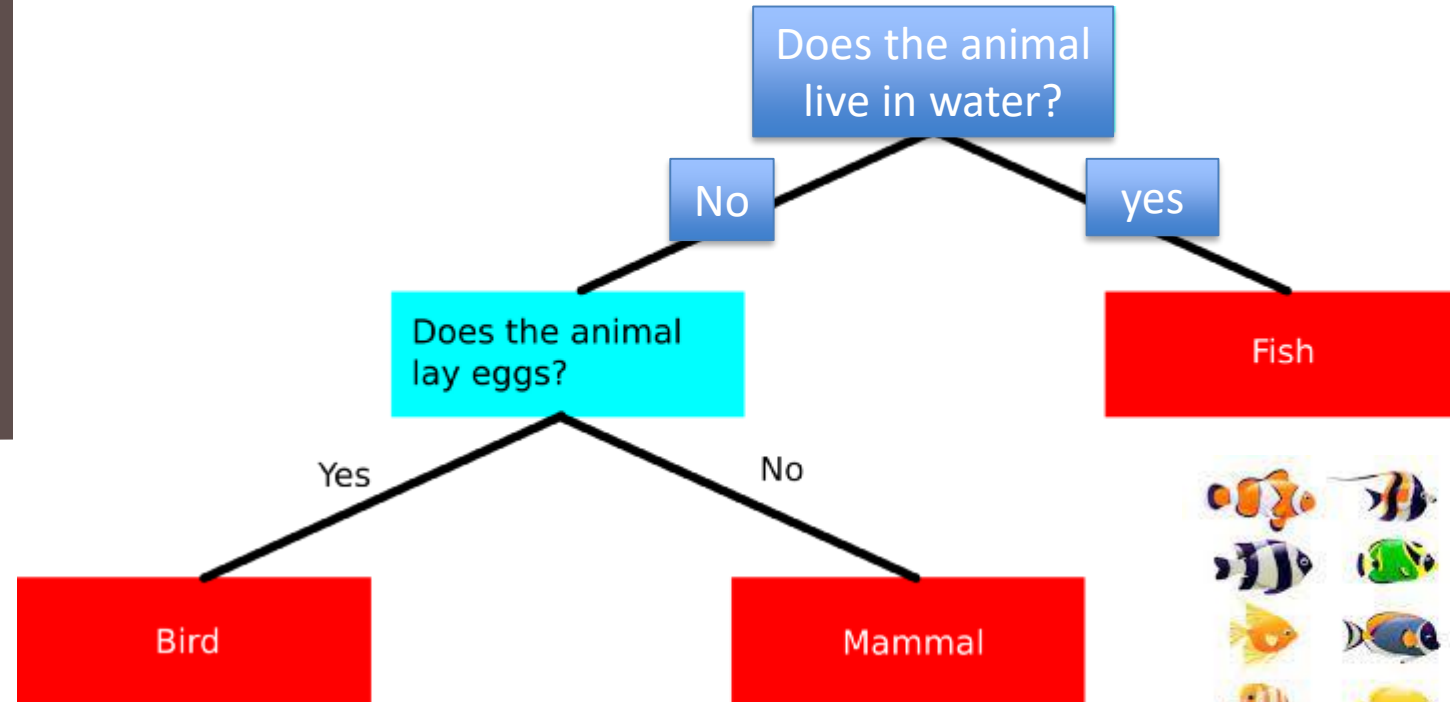 Does the animal
live in water?
No
yes
Does the animal
lay eggs?
Fish
Yes
No
Bird
Mammal